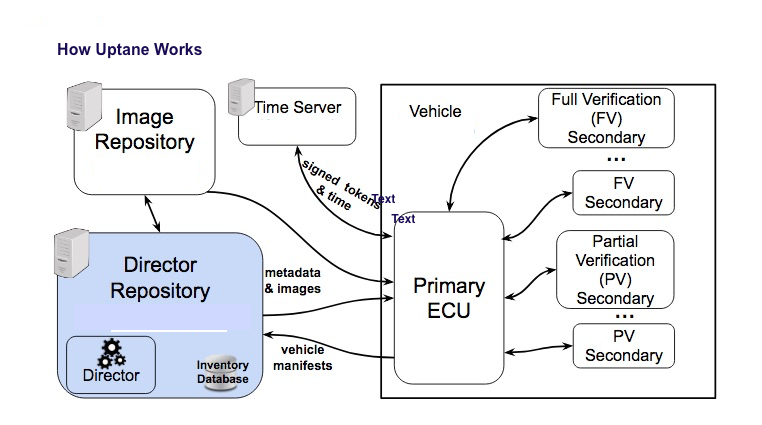 How Uptane Works
Image
Repository
Time Server
Vehicle
Full Verification
(FV)
Secondary
...
FV
Secondary
signed tokens
& time
Text
Text
Partial
Verification
(PV)
Secondary
...
PV
Secondary
Primary
ECU
Director
Repository
metadata
& images
vehicle
manifests
Director
Inventory
Database